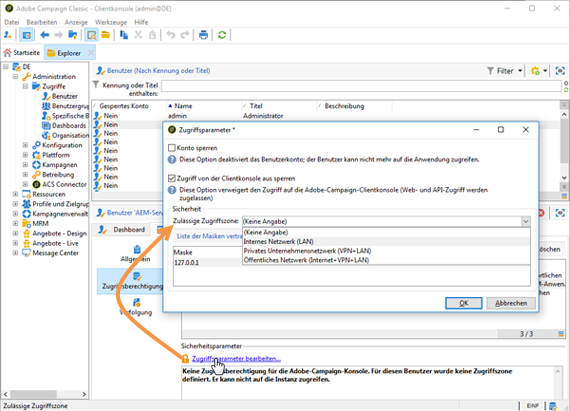 Adobe Campaign Classic - Clientkonsole (admin@DE)
Datei Bearbeiten Anzeige Werkzeuge Hilfe
Startseite Explorer
DE
Administration
Zugriffe
Benutzer
Benutzergru
Spezifische B
Dashboards
Organisation
Konfiguration
Plattform
Kampagnen
Betreibung
ACS Connector
Ressourcen
Profile und Zielgrup
Kampagnenverwalt
MRM
Angebote - Design
Angebote - Live
Message Center
Benutzer (Nach Kennung oder Titel)
Filter
Kennung oder Titel
enthalten:
Gesperrtes Konto Name Titel Beschreibung
Nein admin Administrator
Nein
Nein
Nein
Nein
Nein
Nein
Nein
Nein
Zugriffsparameter *
Konto sperren
Diese Option deaktiviert das Benutzerkonto; der Benutzer kann nicht mehr auf die Anwendung zugreifen.
Zugriff von der Clientkonsole aus sperren
Diese Option verweigert den Zugriff auf die Adobe-Campaign-Clientkonsole (Web- und API-Zugriff werden
zugelassen)
Sicherheit
Zulässige Zugriffszone: (Keine Angabe)
(Keine Angabe)
Internes Netzwerk (LAN)
Privates Unternehmensnetzwerk (VPN+LAN)
Öffentliches Netzwerk (Internet+VPN+LAN)
Liste der Masken vertra
Maske
127.0.0.1
OK Abbrechen
Benutzer 'AEM-Serv
Dashboard
Allgemein
Zugriffsberechtigung
Verfolgung
öschen
M-Anwen.
öschen
3 / 3
Sicherheitsparameter
Zugriffsparameter bearbeiten...
Keine Zugriffsberechtigung für die Adobe-Campaign-Konsole. Für diesen Benutzer wurde keine Zugriffszone
definiert. Er kann nicht auf die Instanz zugreifen.
Zulässige Zugriffszone
EINF